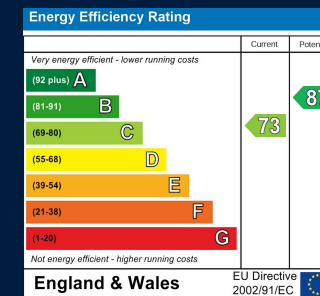 Energy Efficiency Rating
Current
Very energy efficient - lower running costs
(92 plus) A
(81-91) B
(69-80) C
73
(55-68) D
(39-54) E
(21-38) F
(1-20) G
Not energy efficient - higher running costs
England & Wales
EU Directive
2002/91/EC